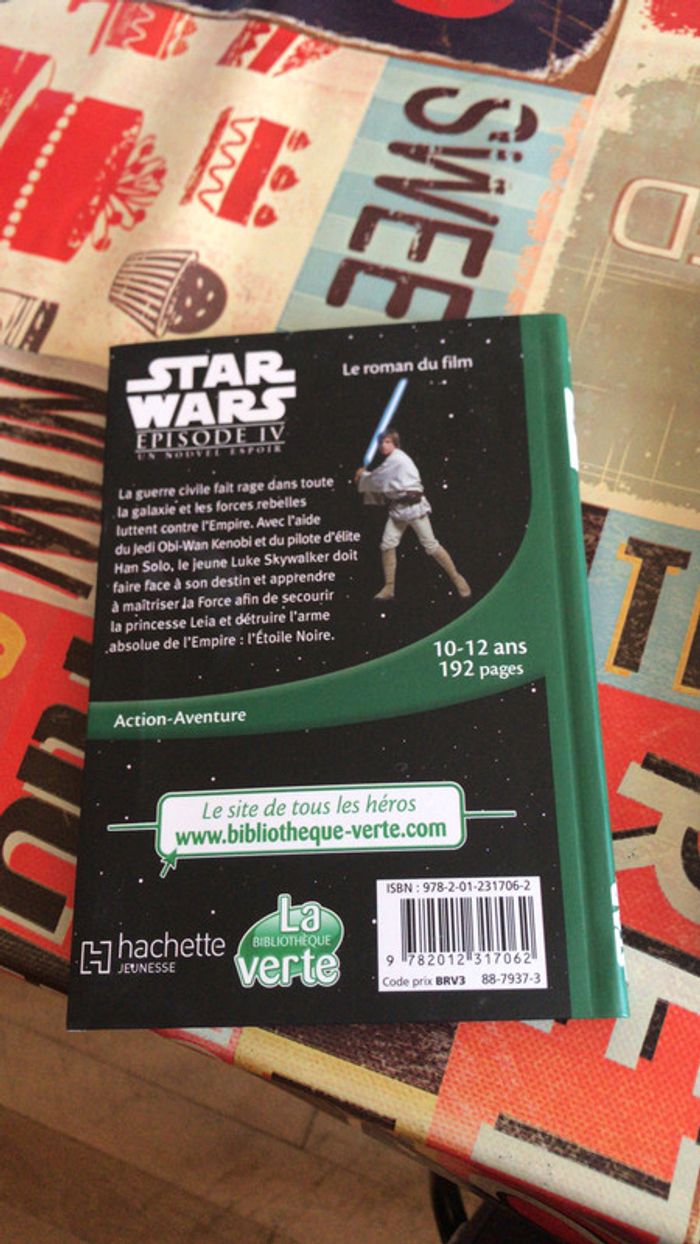 SWEE
STAR
WARS
EPISODE IV
UN NOUVEL ESPOIR
Le roman du film
La guerre civile fait rage dans toute
la galaxie et les forces rebelles
luttent contre l'Empire. Avec l'aide
du Jedi Obi-Wan Kenobi et du pilote d'élite
Han Solo, le jeune Luke Skywalker doit
faire face à son destin et apprendre
à maîtriser la Force afin de secourir
la princesse Leia et détruire l'arme
absolue de l'Empire : l'Étoile Noire.
10-12 ans
192 pages
Action-Aventure
Le site de tous les héros
www.bibliotheque-verte.com
hachette
JEUNESSE
La
BIBLIOTHÈQUE
verte
ISBN : 978-2-01-231706-2
9 782012 317062
Code prix BRV3 88-7937-3